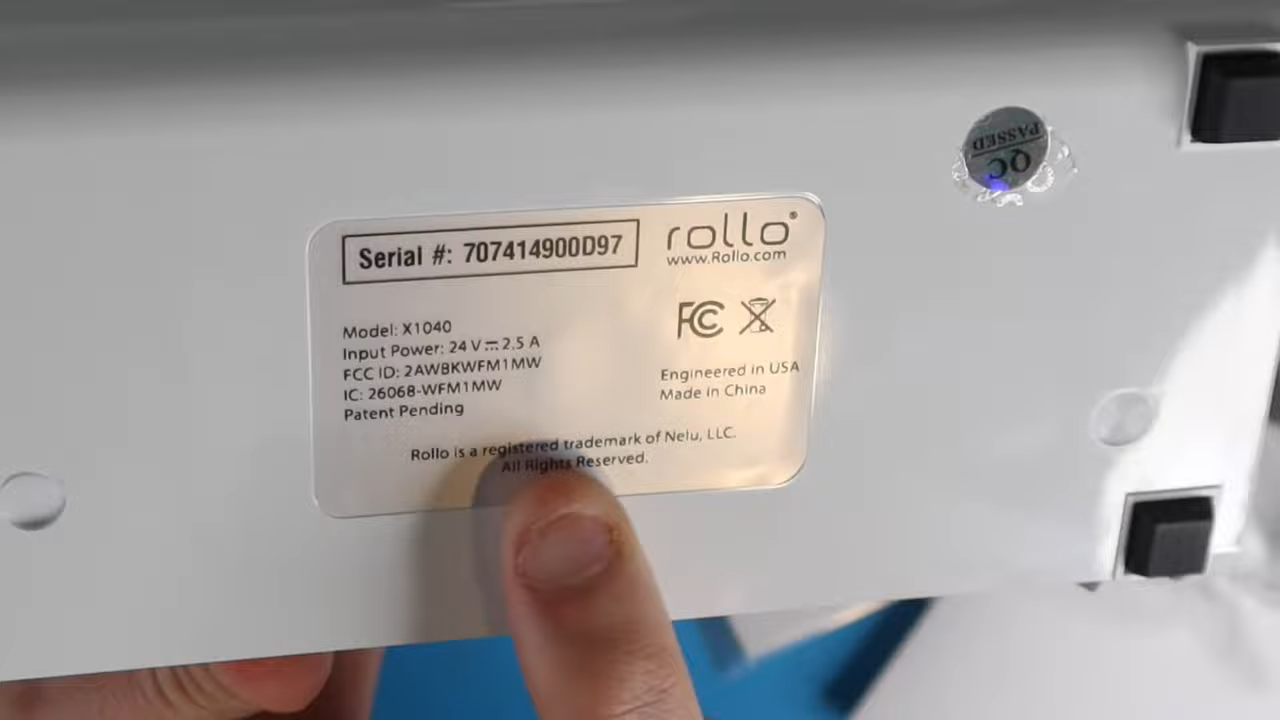 Serial #: 707414900D97
rollo®
www.Rollo.com
Model: X1040
Input Power: 24 V ⎓ 2.5 A
FCC ID: 2AWBKWFM1MW
IC: 26068-WFM1MW
Patent Pending
FC
Engineered in USA
Made in China
Rollo is a registered trademark of Nelu, LLC.
All Rights Reserved.
QC
PASSED